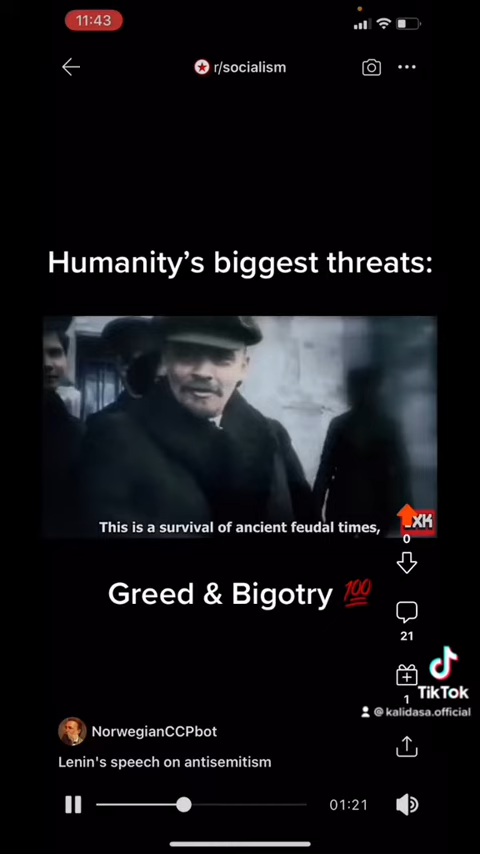 11:43
r/socialism
Humanity's biggest threats:
This is a survival of ancient feudal times,
XK
0
Greed & Bigotry 💯
21
1
TikTok
@ kalidasa.official
NorwegianCCPbot
Lenin's speech on antisemitism
01:21